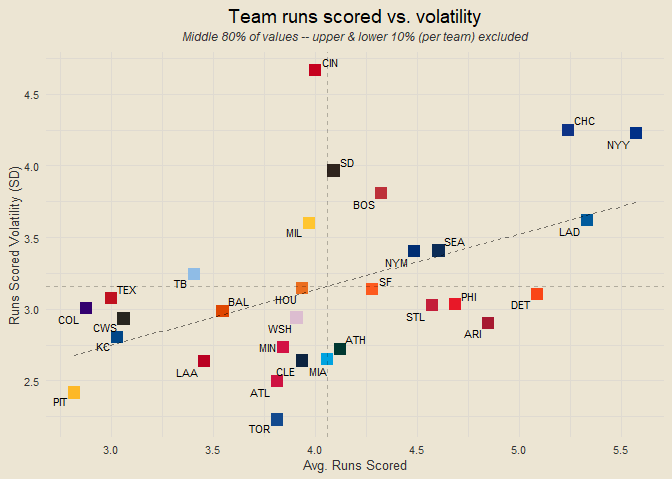 Team runs scored vs. volatility
Middle 80% of values -- upper & lower 10% (per team) excluded
Runs Scored Volatility (SD)
4.5
4.0
3.5
3.0
2.5
CIN
CHC
NYY
SD
BOS
MIL
LAD
SEA
NYM
TB
SF
HOU
TEX
COL
BAL
PHI
DET
STL
CWS
WSH
ARI
KC
ATH
MIN
LAA
CLE
MIA
ATL
PIT
TOR
3.0
3.5
4.0
4.5
5.0
5.5
Avg. Runs Scored